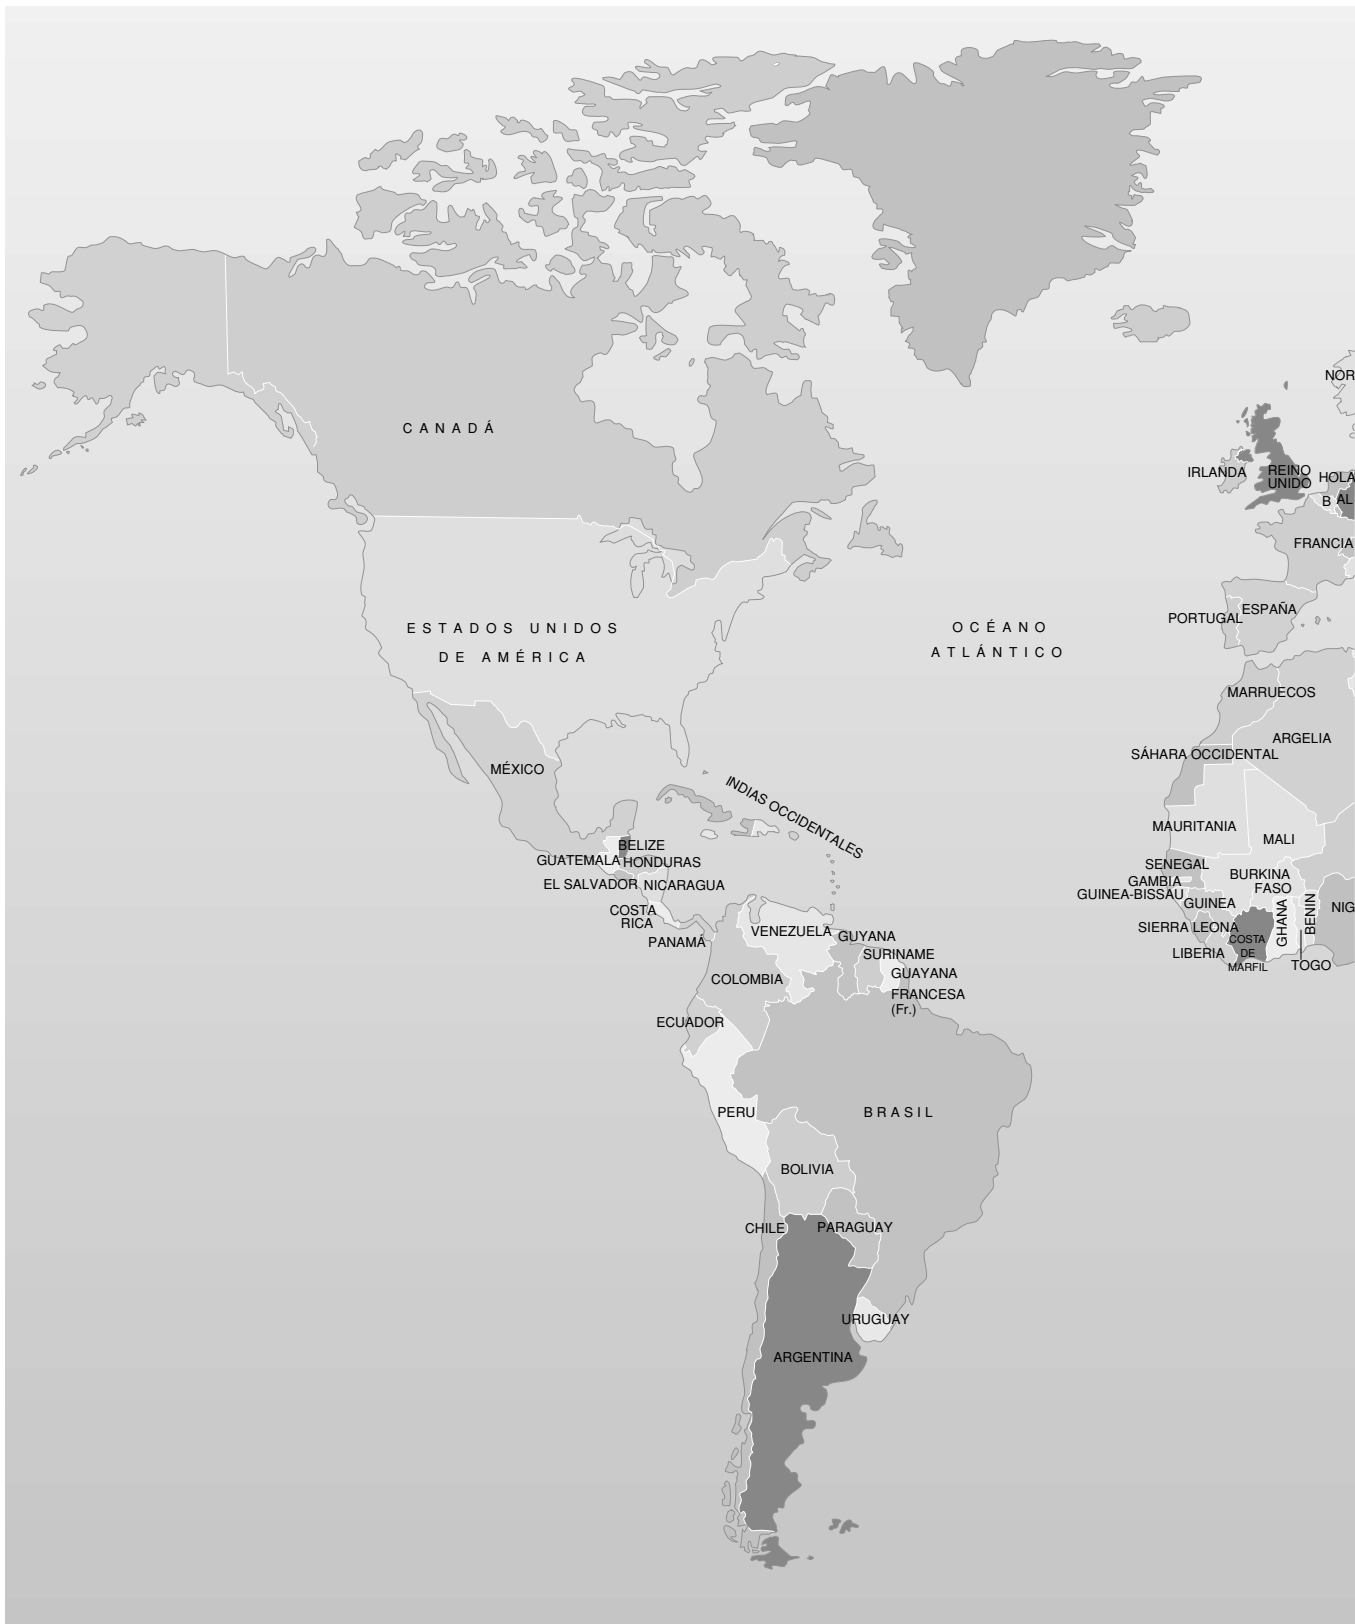 NOR
CANADÁ
IRLANDA
REINO
UNIDO
HOLA
B
AL
FRANCIA
ESTADOS UNIDOS
DE AMÉRICA
OCÉANO
ATLÁNTICO
ESPAÑA
PORTUGAL
MARRUECOS
ARGELIA
SÁHARA OCCIDENTAL
MÉXICO
INDIAS OCCIDENTALES
MAURITANIA
MALI
BELIZE
GUATEMALA
HONDURAS
SENEGAL
BURKINA
FASO
GAMBIA
EL SALVADOR
NICARAGUA
GUINEA-BISSAU
GUINEA
COSTA
RICA
GHANA
BENIN
NIG
SIERRA LEONA
PANAMÁ
VENEZUELA
GUYANA
SURINAME
COSTA
DE
MARFIL
LIBERIA
TOGO
COLOMBIA
GUAYANA
FRANCESA
(Fr.)
ECUADOR
PERU
BRASIL
BOLIVIA
CHILE
PARAGUAY
URUGUAY
ARGENTINA